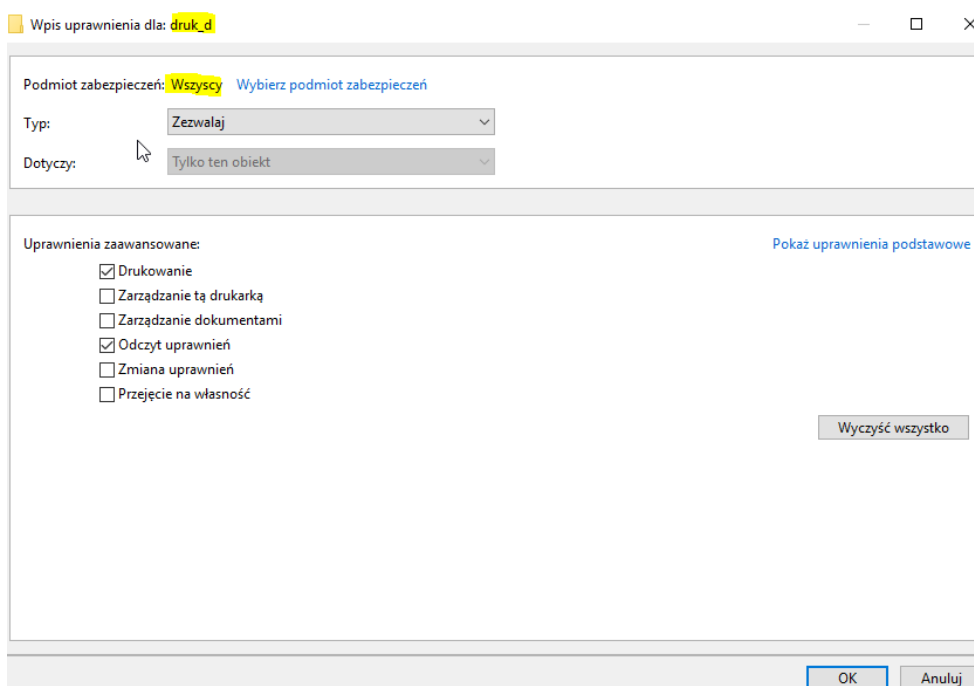 Wpis uprawnienia dla: druk_d
Podmiot zabezpieczeń: Wszyscy Wybierz podmiot zabezpieczeń
Typ: Zezwalaj
Dotyczy: Tylko ten obiekt
Uprawnienia zaawansowane: Pokaż uprawnienia podstawowe
Drukowanie
Zarządzanie tą drukarką
Zarządzanie dokumentami
Odczyt uprawnień
Zmiana uprawnień
Przejęcie na własność
Wyczyść wszystko
OK Anuluj